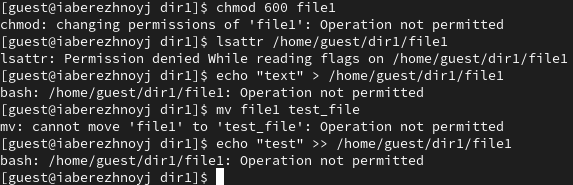 [guest@iaberezhnoyj dir1]$ chmod 600 file1
chmod: changing permissions of 'file1': Operation not permitted
[guest@iaberezhnoyj dir1]$ lsattr /home/guest/dir1/file1
lsattr: Permission denied While reading flags on /home/guest/dir1/file1
[guest@iaberezhnoyj dir1]$ echo "text" > /home/guest/dir1/file1
bash: /home/guest/dir1/file1: Operation not permitted
[guest@iaberezhnoyj dir1]$ mv file1 test_file
mv: cannot move 'file1' to 'test_file': Operation not permitted
[guest@iaberezhnoyj dir1]$ echo "test" >> /home/guest/dir1/file1
bash: /home/guest/dir1/file1: Operation not permitted
[guest@iaberezhnoyj dir1]$